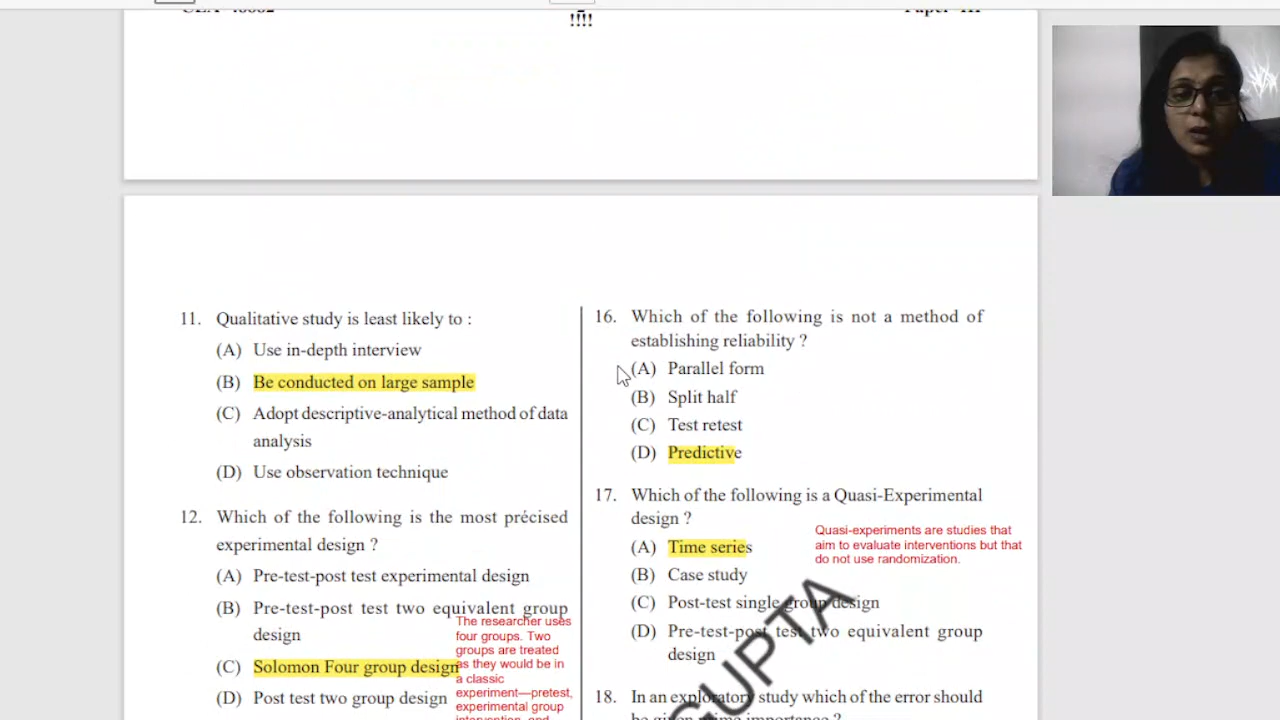 !!!!
11. Qualitative study is least likely to :
(A) Use in-depth interview
(B) Be conducted on large sample
(C) Adopt descriptive-analytical method of data
analysis
(D) Use observation technique
12. Which of the following is the most précised
experimental design ?
(A) Pre-test-post test experimental design
(B) Pre-test-post test two equivalent group
design
(C) Solomon Four group design
(D) Post test two group design
The researcher uses
four groups. Two
groups are treated
as they would be in
a classic
experiment—pretest,
experimental group
intervention, and
16. Which of the following is not a method of
establishing reliability ?
(A) Parallel form
(B) Split half
(C) Test retest
(D) Predictive
17. Which of the following is a Quasi-Experimental
design ?
(A) Time series
(B) Case study
(C) Post-test single group design
(D) Pre-test-post test two equivalent group
design
Quasi-experiments are studies that
aim to evaluate interventions but that
do not use randomization.
18. In an exploratory study which of the error should
be given prime importance ?
GUPTA